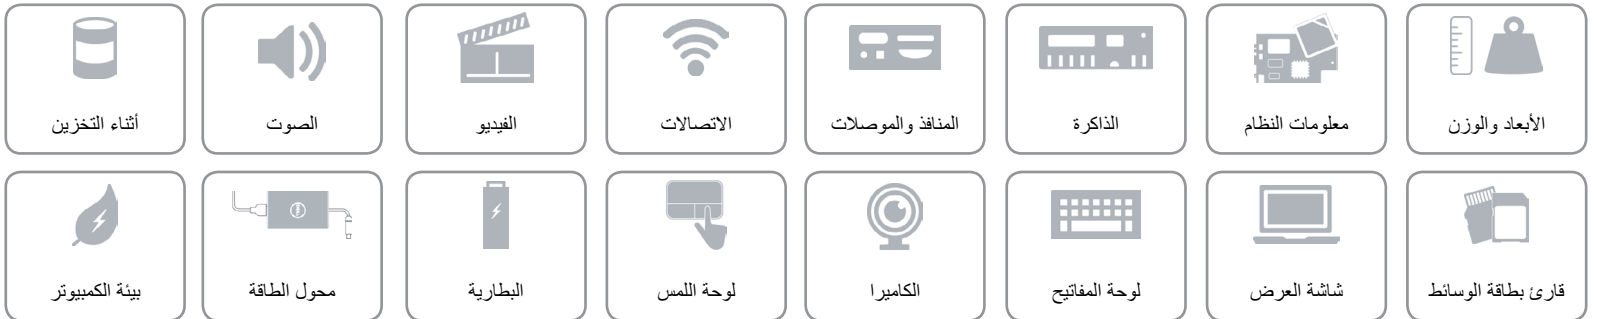 الأبعاد والوزن
معلومات النظام
الذاكرة
المنافذ والموصلات
الاتصالات
الفيديو
الصوت
أثناء التخزين
قارئ بطاقة الوسائط
شاشة العرض
لوحة المفاتيح
الكاميرا
لوحة اللمس
البطارية
محول الطاقة
بيئة الكمبيوتر